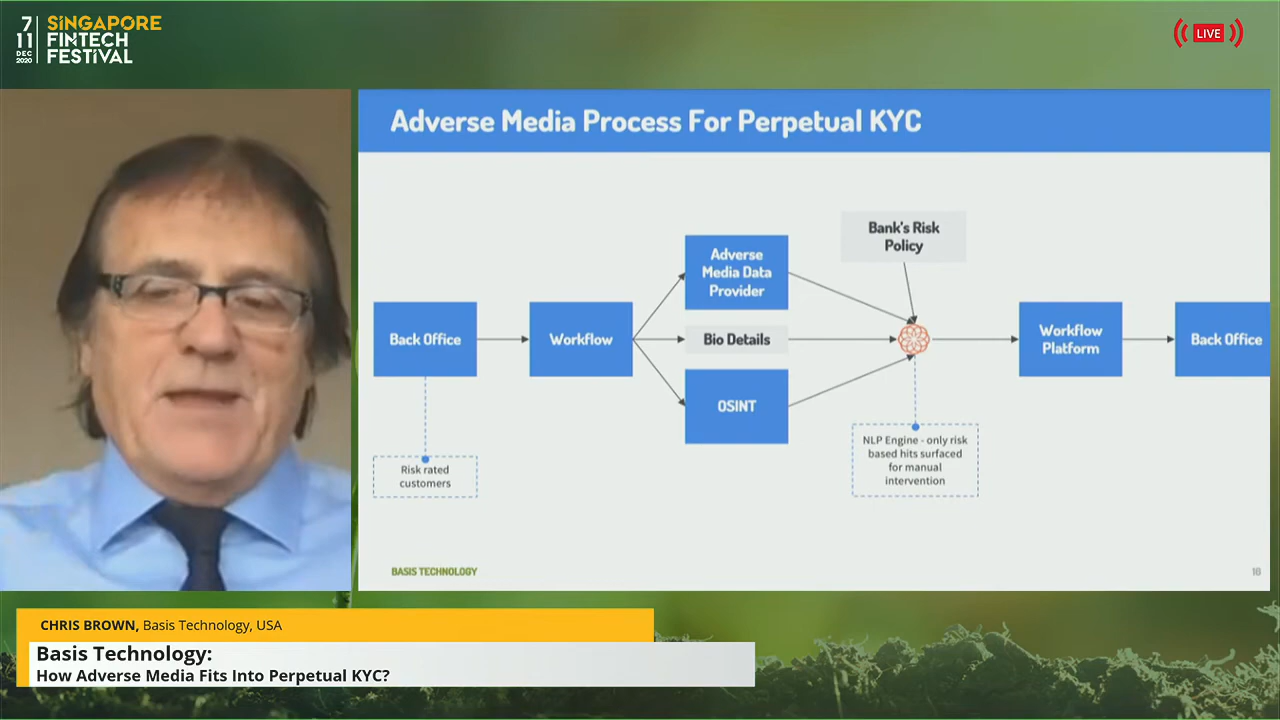 7
11
DEC
2020
SINGAPORE
FINTECH
FESTIVAL
LIVE
Adverse Media Process For Perpetual KYC
Back Office
Risk rated
customers
Workflow
Adverse
Media Data
Provider
Bio Details
OSINT
Bank's Risk
Policy
NLP Engine - only risk
based hits surfaced
for manual
intervention
Workflow
Platform
Back Office
BASIS TECHNOLOGY
18
CHRIS BROWN, Basis Technology, USA
Basis Technology:
How Adverse Media Fits Into Perpetual KYC?